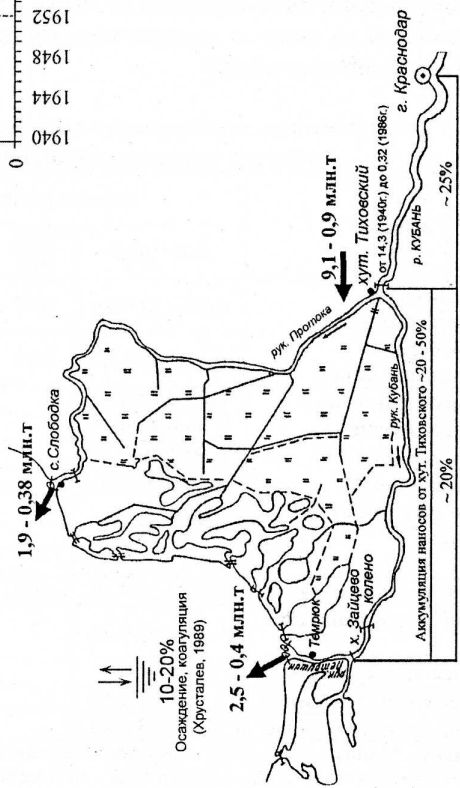 0
1940
1944
1948
1952
1,9 - 0,38 млн.т
с. Слободка
10-20%
Осаждение, коагуляция
(Хрусталев, 1989)
2,5 - 0,4 млн.т
Темрюк
рук. Петрушин
х. Зайцево
колено
рук. Протока
рук. Кубань
9,1 - 0,9 млн.т
хут. Тиховский
от 14,3 (1940г.) до 0,32 (1986г.)
р. КУБАНЬ
г. Краснодар
Аккумуляция наносов от хут. Тиховского ~20 - 50%
~20%
~25%